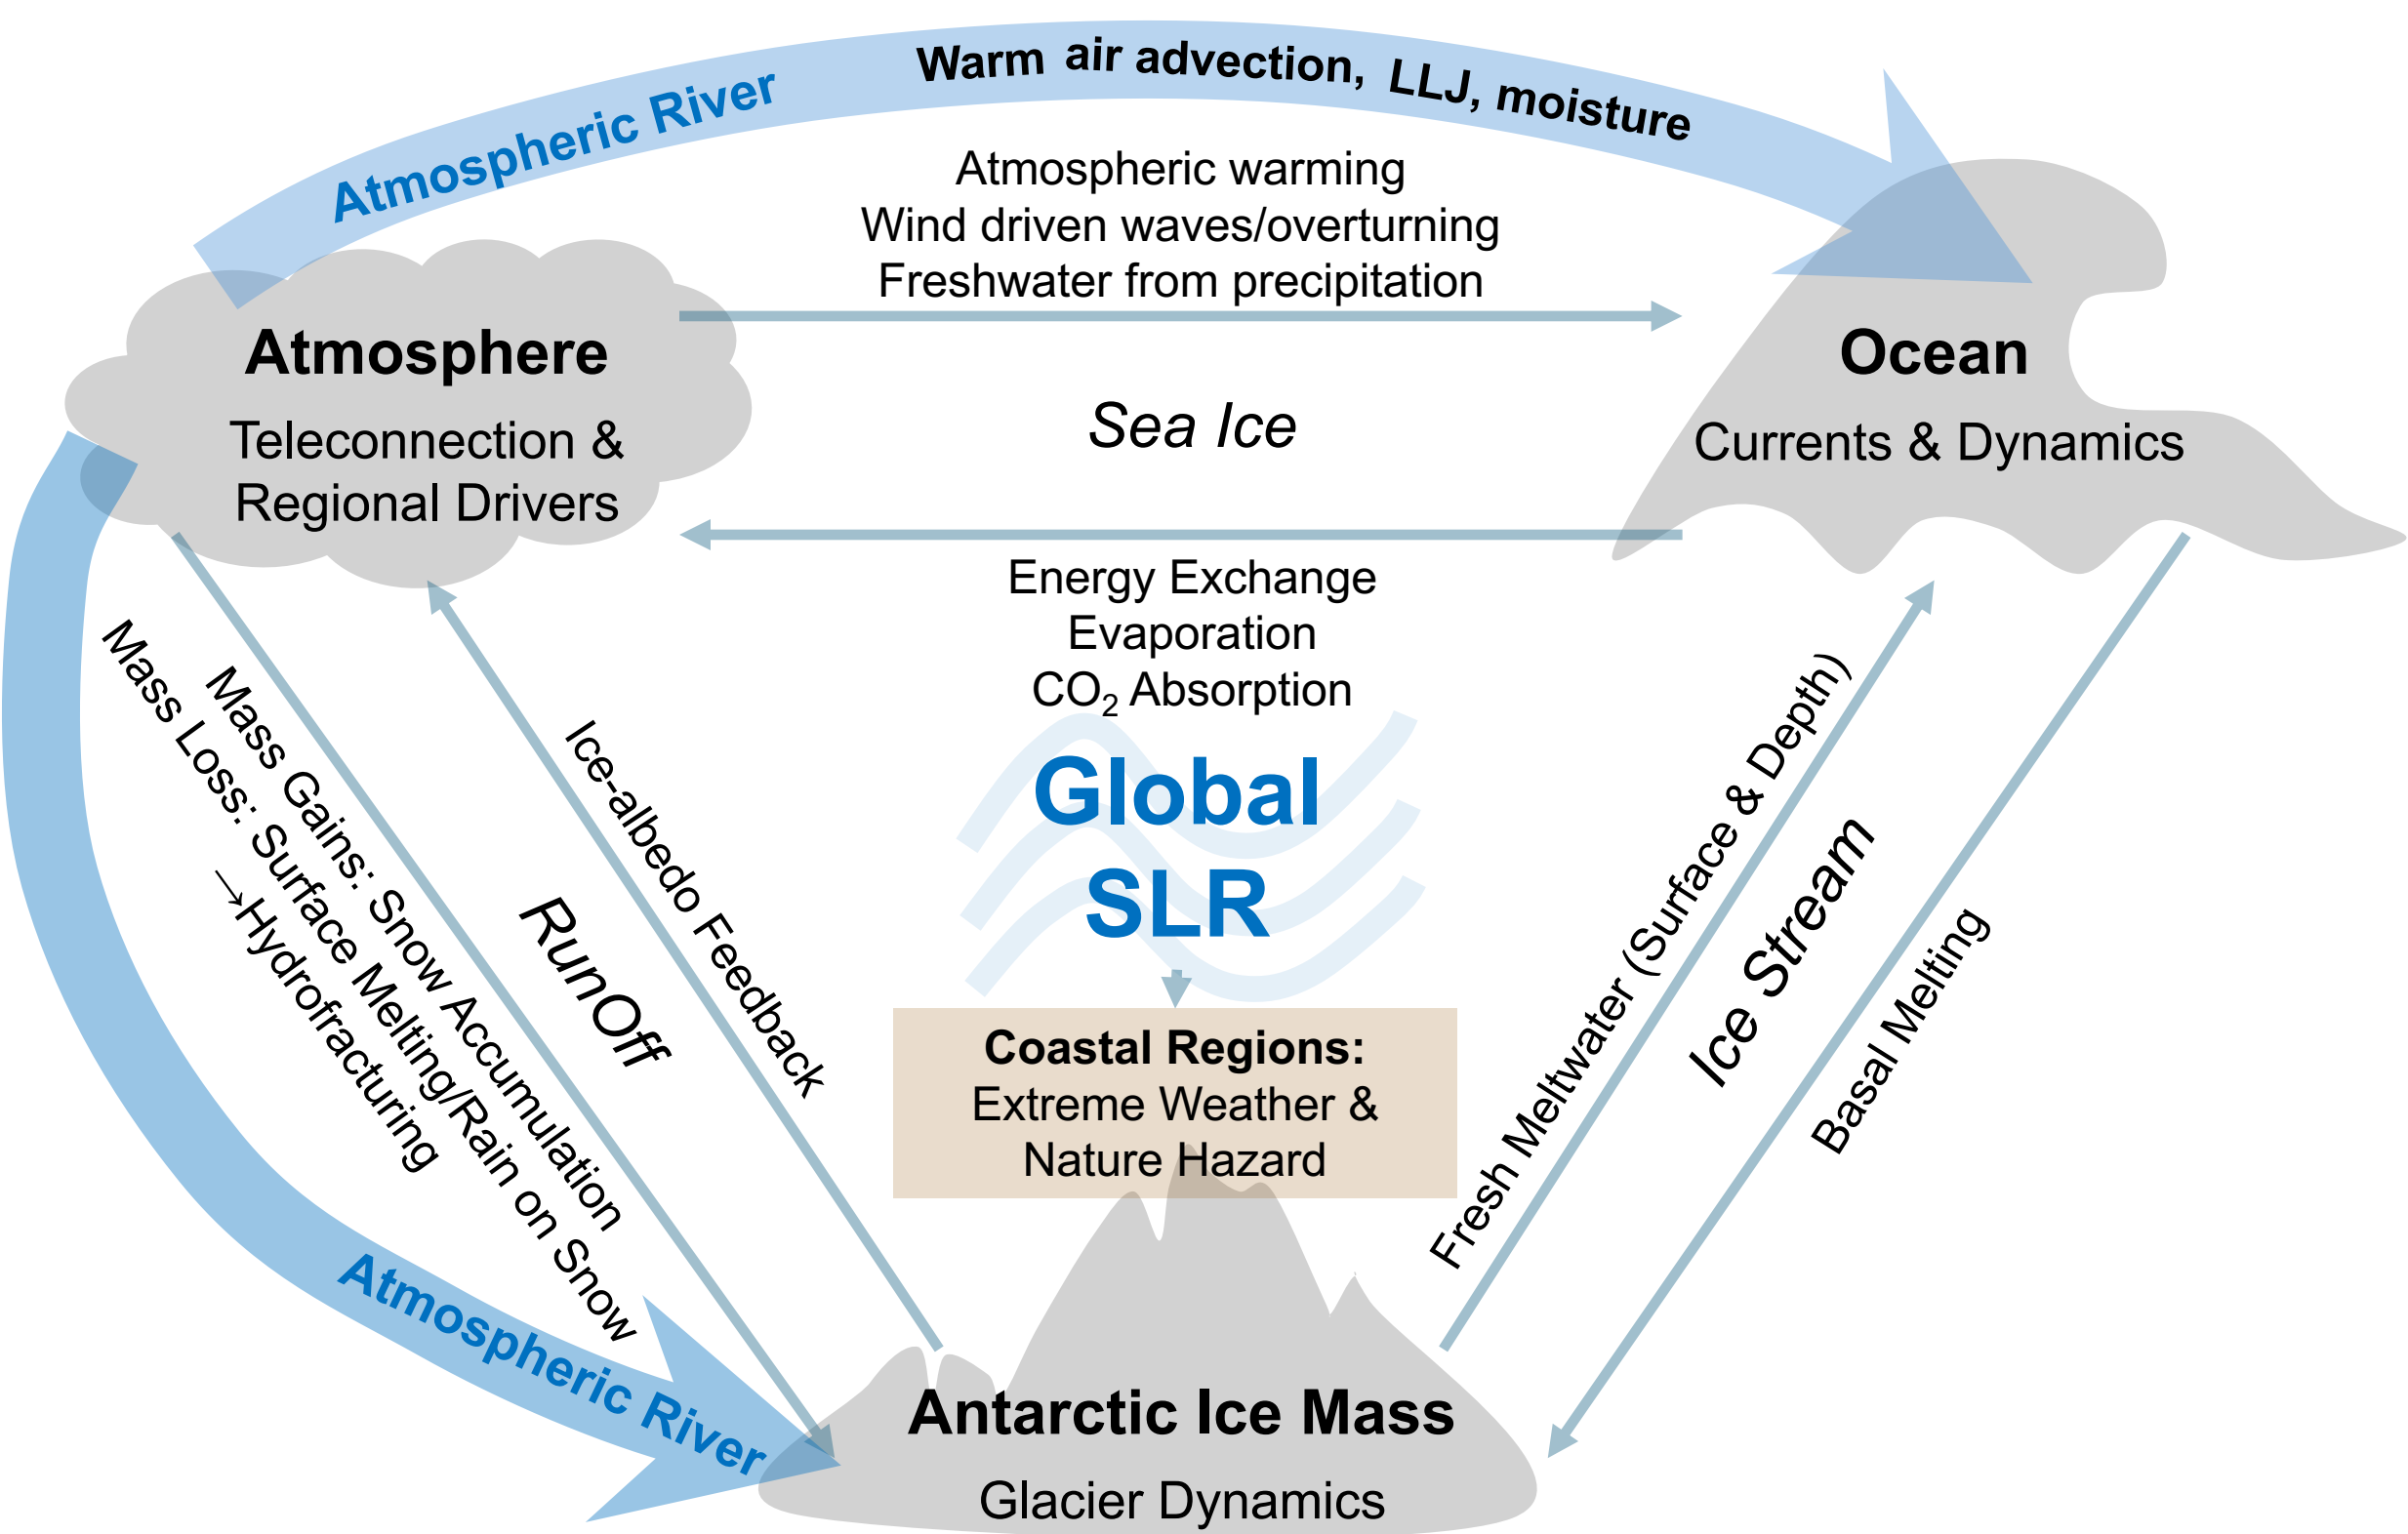 Warm air advection, LLJ, moisture
Atmospheric River
Atmospheric warming
Wind driven waves/overturning
Freshwater from precipitation
Atmosphere
Teleconnection &
Regional Drivers
Sea Ice
Ocean
Currents & Dynamics
Energy Exchange
Evaporation
CO₂ Absorption
Mass Gains: Snow Accumulation
Mass Loss: Surface Melting/Rain on Snow
→Hydrofracturing
RunOff
Ice-albedo Feedback
Global
SLR
Coastal Regions:
Extreme Weather &
Nature Hazard
Fresh Meltwater (Surface & Depth)
Ice Stream
Basal Melting
Atmospheric River
Antarctic Ice Mass
Glacier Dynamics